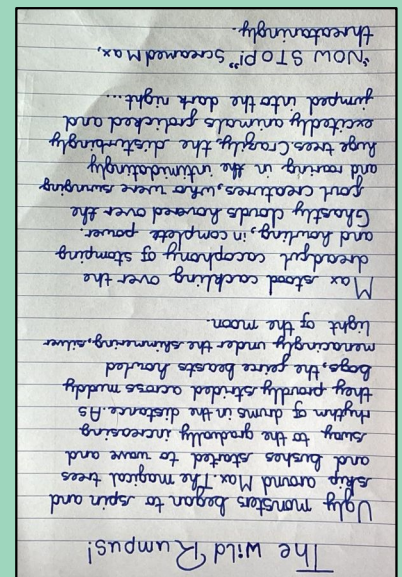 The Wild Rumpus!
Ugly monsters began to spin and
skip around Max. The magical trees
and bushes started to wave and
sway to the gradually increasing
rhythm of drums in the distance. As
they proudly strided across muddy
bogs, the feirce beasts howled
menacingly under the shimmering, silver
light of the moon.
Max stood cackling over the
dreadful cacophony of stomping
and howling, in complete power.
Ghostly clouds hovered over the
foul creatures, who were swinging
and roaring in the intimidatingly
huge trees. Crazily, the disturbingly
excitedly animals frolicked and
jumped into the dark night....
"NOW STOP!" screamed Max,
threateningly.